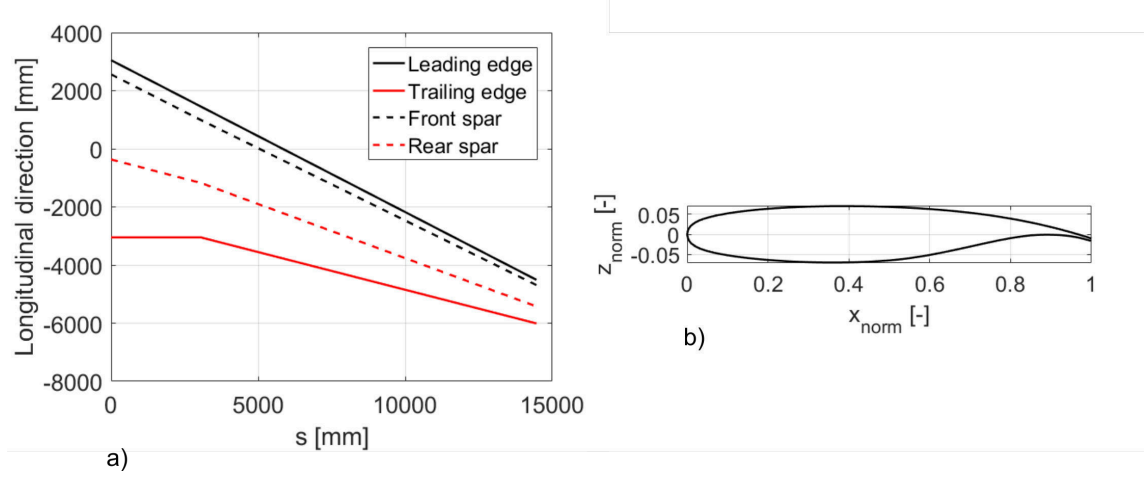 4000
2000
0
-2000
-4000
-6000
-8000
Longitudinal direction [mm]
0
5000
10000
15000
s [mm]
Leading edge
Trailing edge
Front spar
Rear spar
a)
0.05
0
-0.05
z_norm [-]
0
0.2
0.4
0.6
0.8
1
x_norm [-]
b)